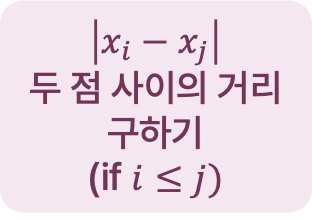 |xᵢ − xⱼ|
두 점 사이의 거리
구하기
(if i ≤ j)